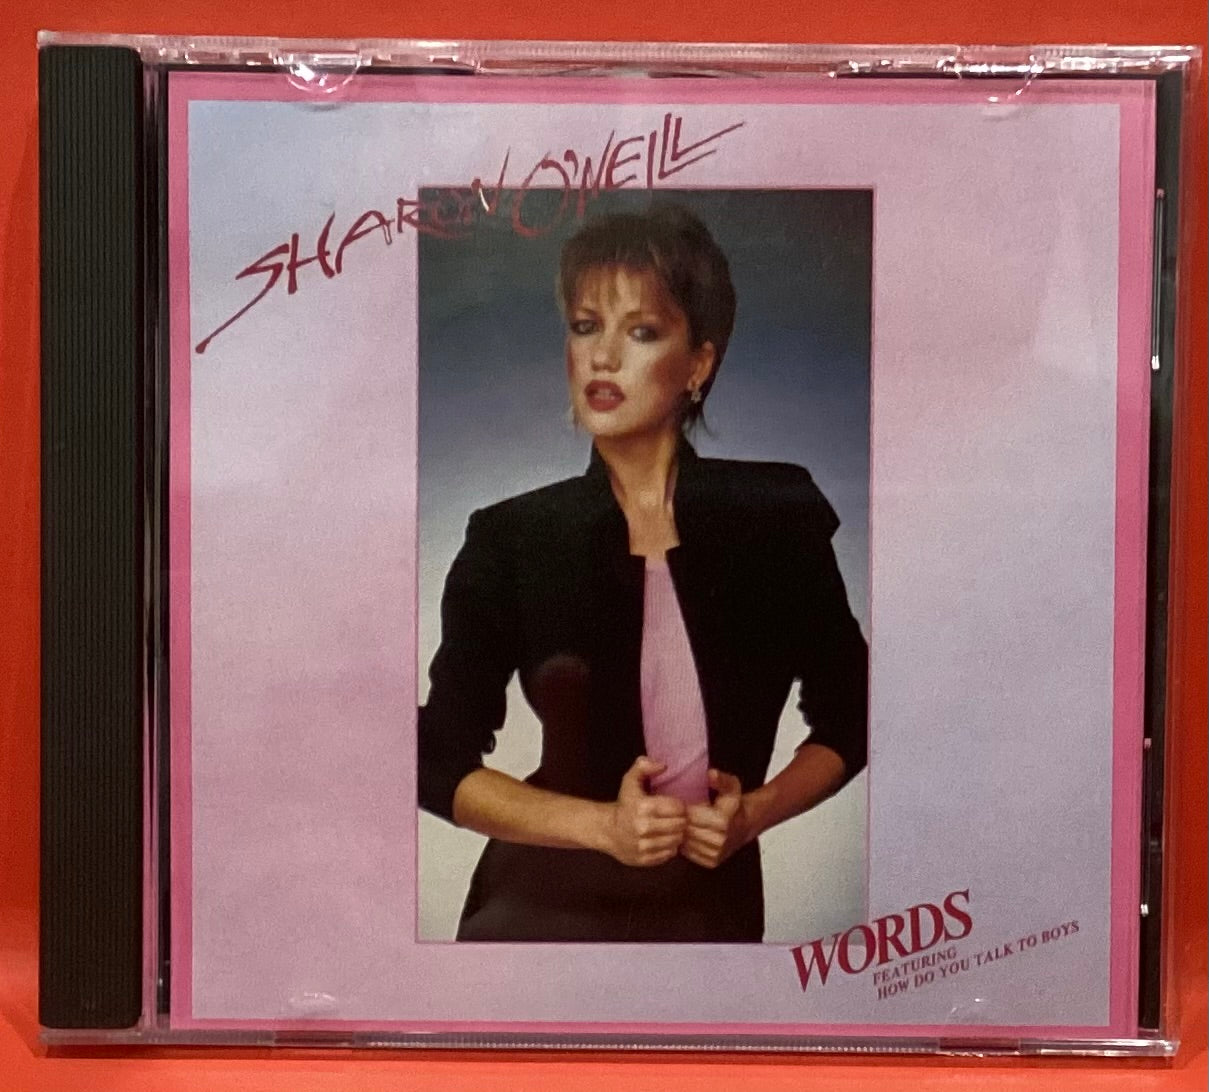 SHARON O'NEILL
WORDS
FEATURING
HOW DO YOU TALK TO BOYS